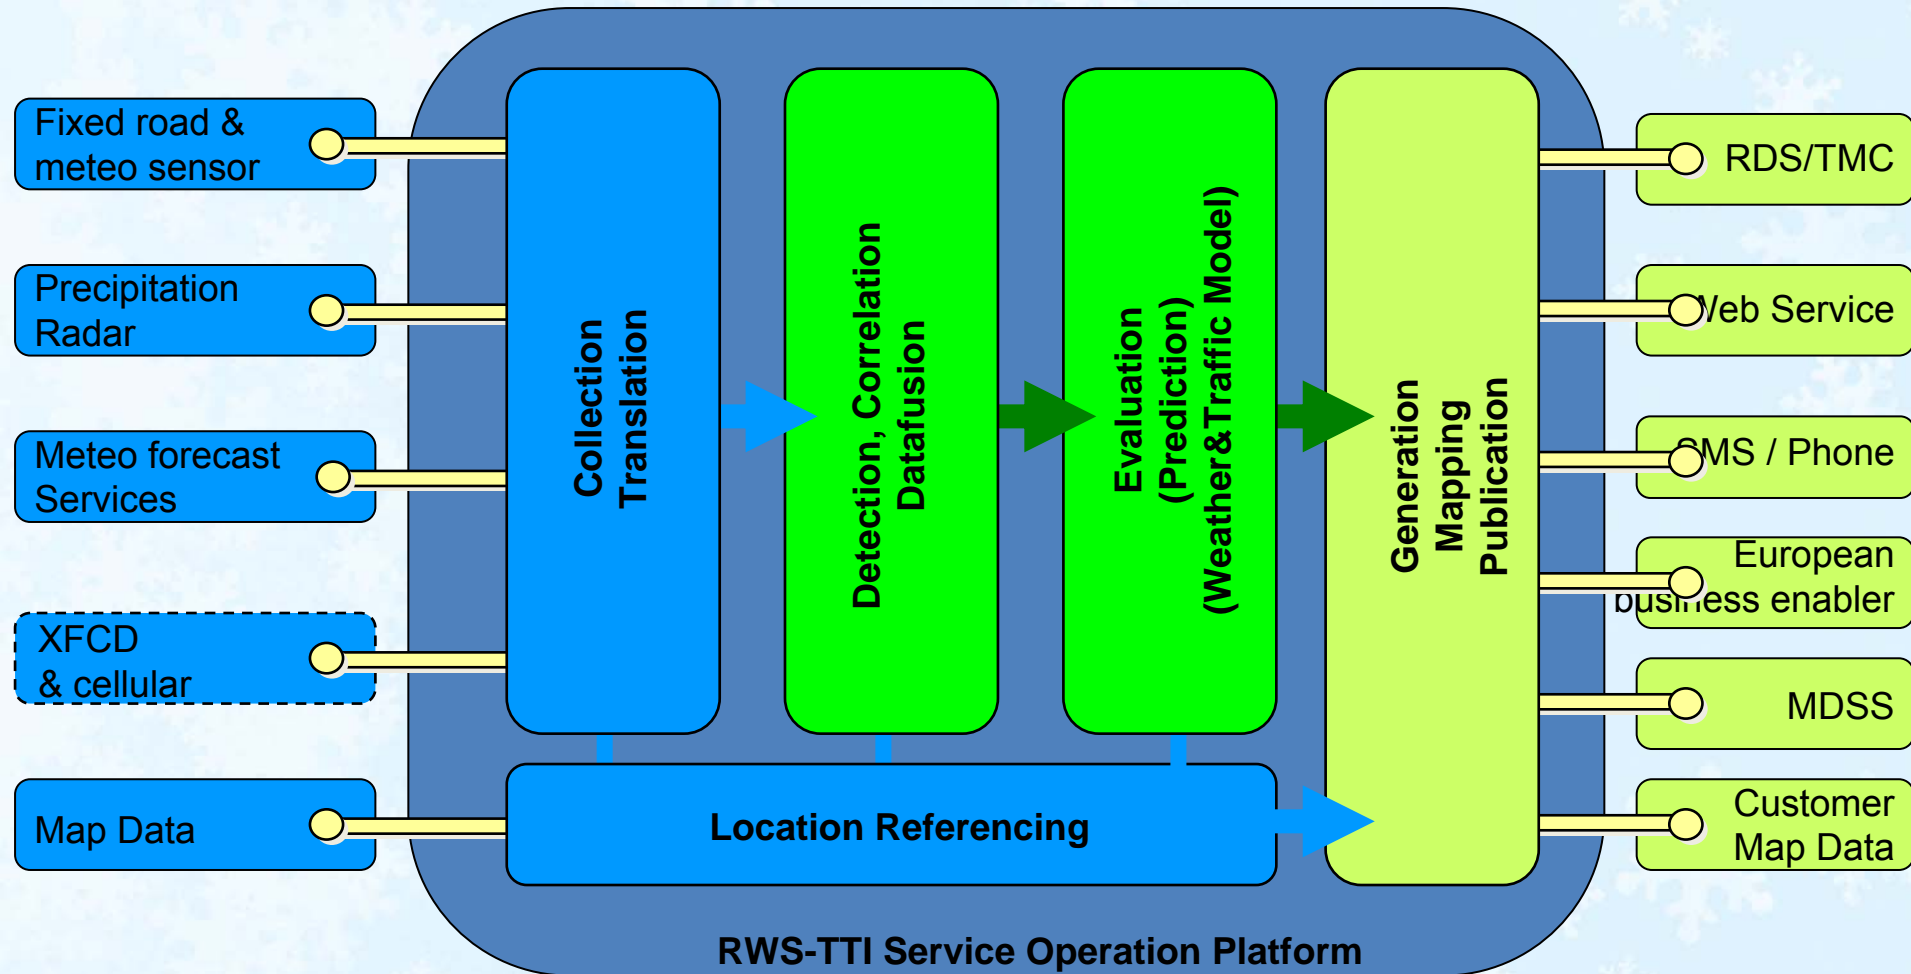 Fixed road &
meteo sensor
Precipitation
Radar
Meteo forecast
Services
XFCD
& cellular
Map Data
Collection
Translation
Detection, Correlation
Datafusion
Evaluation
(Prediction)
(Weather&Traffic Model)
Generation
Mapping
Publication
Location Referencing
RWS-TTI Service Operation Platform
RDS/TMC
Web Service
SMS / Phone
European
business enabler
MDSS
Customer
Map Data